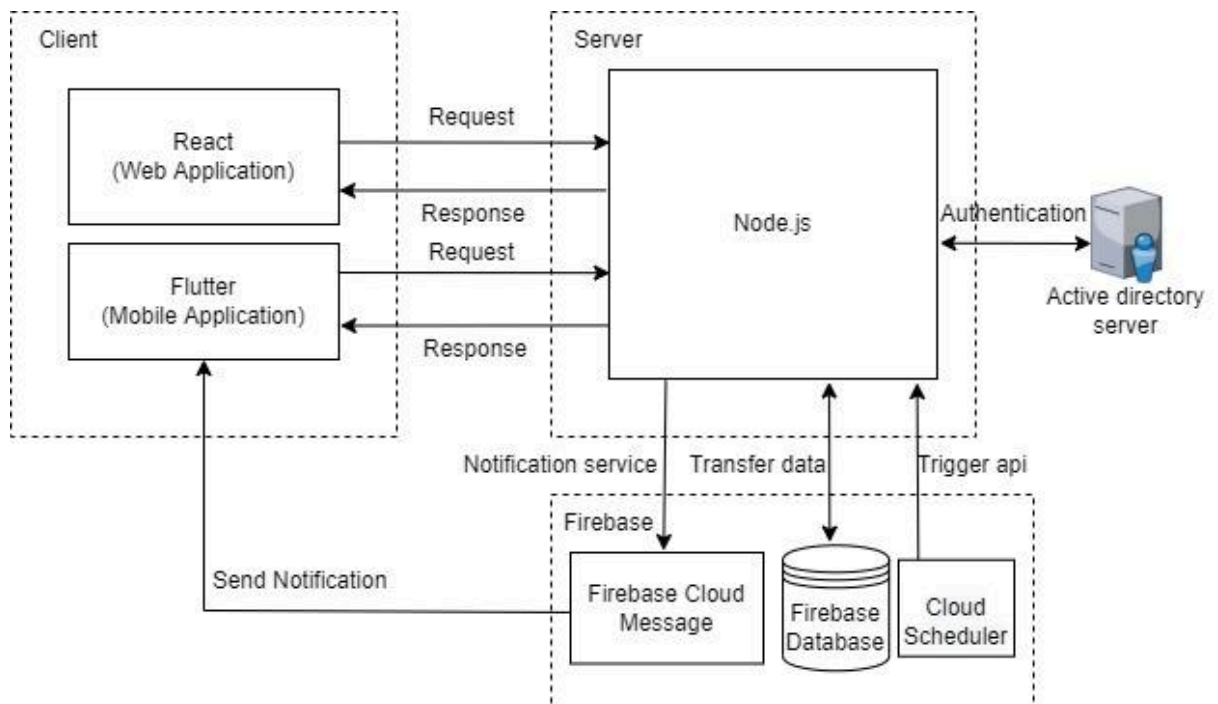 Client
Server
React
(Web Application)
Request
Response
Flutter
(Mobile Application)
Request
Response
Node.js
Authentication
Active directory
server
Notification service
Transfer data
Trigger api
Firebase
Firebase Cloud
Message
Firebase
Database
Cloud
Scheduler
Send Notification